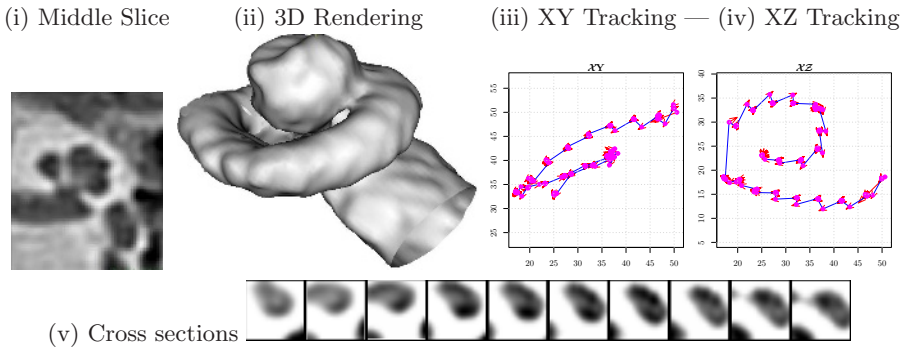 (i) Middle Slice (ii) 3D Rendering (iii) XY Tracking — (iv) XZ Tracking
XY
XZ
55
50
45
40
35
30
25
20 25 30 35 40 45 50
40
35
30
25
20
15
10
5
20 25 30 35 40 45 50
(v) Cross sections